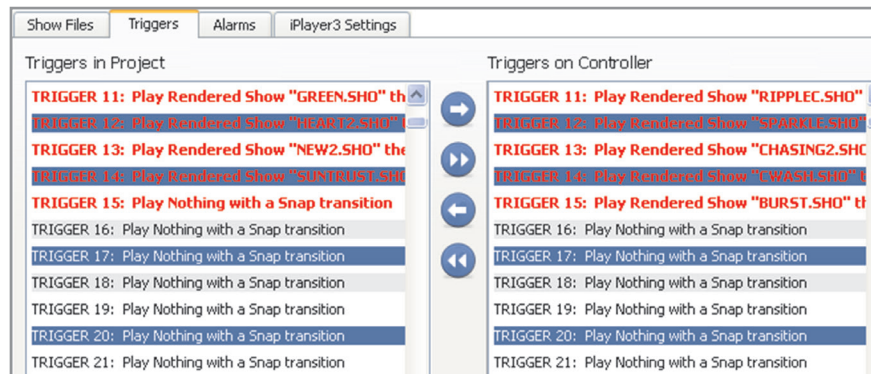 Show Files Triggers Alarms iPlayer3 Settings
Triggers in Project
TRIGGER 11: Play Rendered Show "GREEN.SHO" th
TRIGGER 12: Play Rendered Show "HEART2.SHO"
TRIGGER 13: Play Rendered Show "NEW2.SHO" the
TRIGGER 14: Play Rendered Show "SUNTRUST.SHO
TRIGGER 15: Play Nothing with a Snap transition
TRIGGER 16: Play Nothing with a Snap transition
TRIGGER 17: Play Nothing with a Snap transition
TRIGGER 18: Play Nothing with a Snap transition
TRIGGER 19: Play Nothing with a Snap transition
TRIGGER 20: Play Nothing with a Snap transition
TRIGGER 21: Play Nothing with a Snap transition
Triggers on Controller
TRIGGER 11: Play Rendered Show "RIPPLEC.SHO"
TRIGGER 12: Play Rendered Show "SPARKLE.SHO"
TRIGGER 13: Play Rendered Show "CHASING2.SHO
TRIGGER 14: Play Rendered Show "CWASH.SHO"
TRIGGER 15: Play Rendered Show "BURST.SHO" th
TRIGGER 16: Play Nothing with a Snap transition
TRIGGER 17: Play Nothing with a Snap transition
TRIGGER 18: Play Nothing with a Snap transition
TRIGGER 19: Play Nothing with a Snap transition
TRIGGER 20: Play Nothing with a Snap transition
TRIGGER 21: Play Nothing with a Snap transition